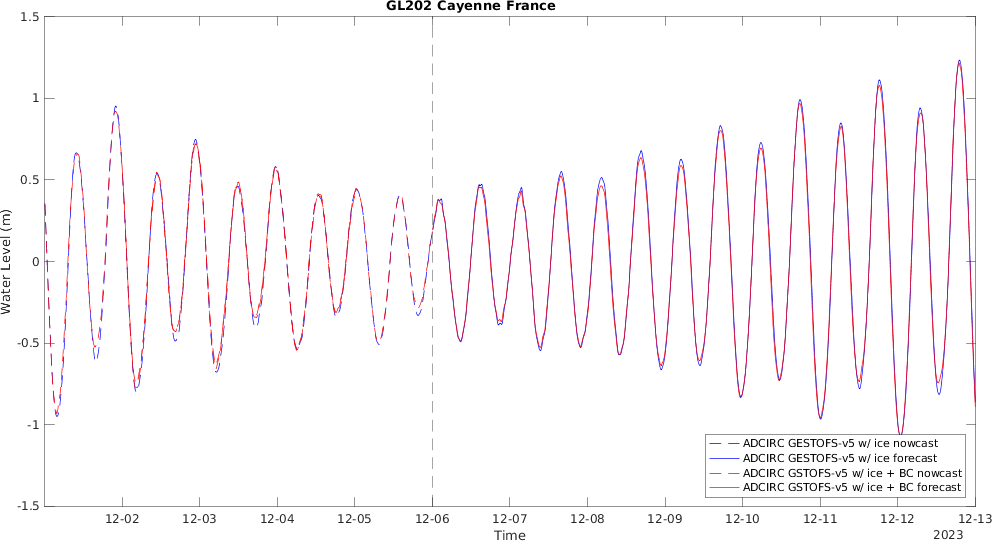 GL202 Cayenne France
1.5
1
0.5
0
-0.5
-1
-1.5
Water Level (m)
12-02 12-03 12-04 12-05 12-06 12-07 12-08 12-09 12-10 12-11 12-12 12-13
Time
2023
ADCIRC GESTOFS-v5 w/ ice nowcast
ADCIRC GESTOFS-v5 w/ ice forecast
ADCIRC GSTOFS-v5 w/ ice + BC nowcast
ADCIRC GSTOFS-v5 w/ ice + BC forecast